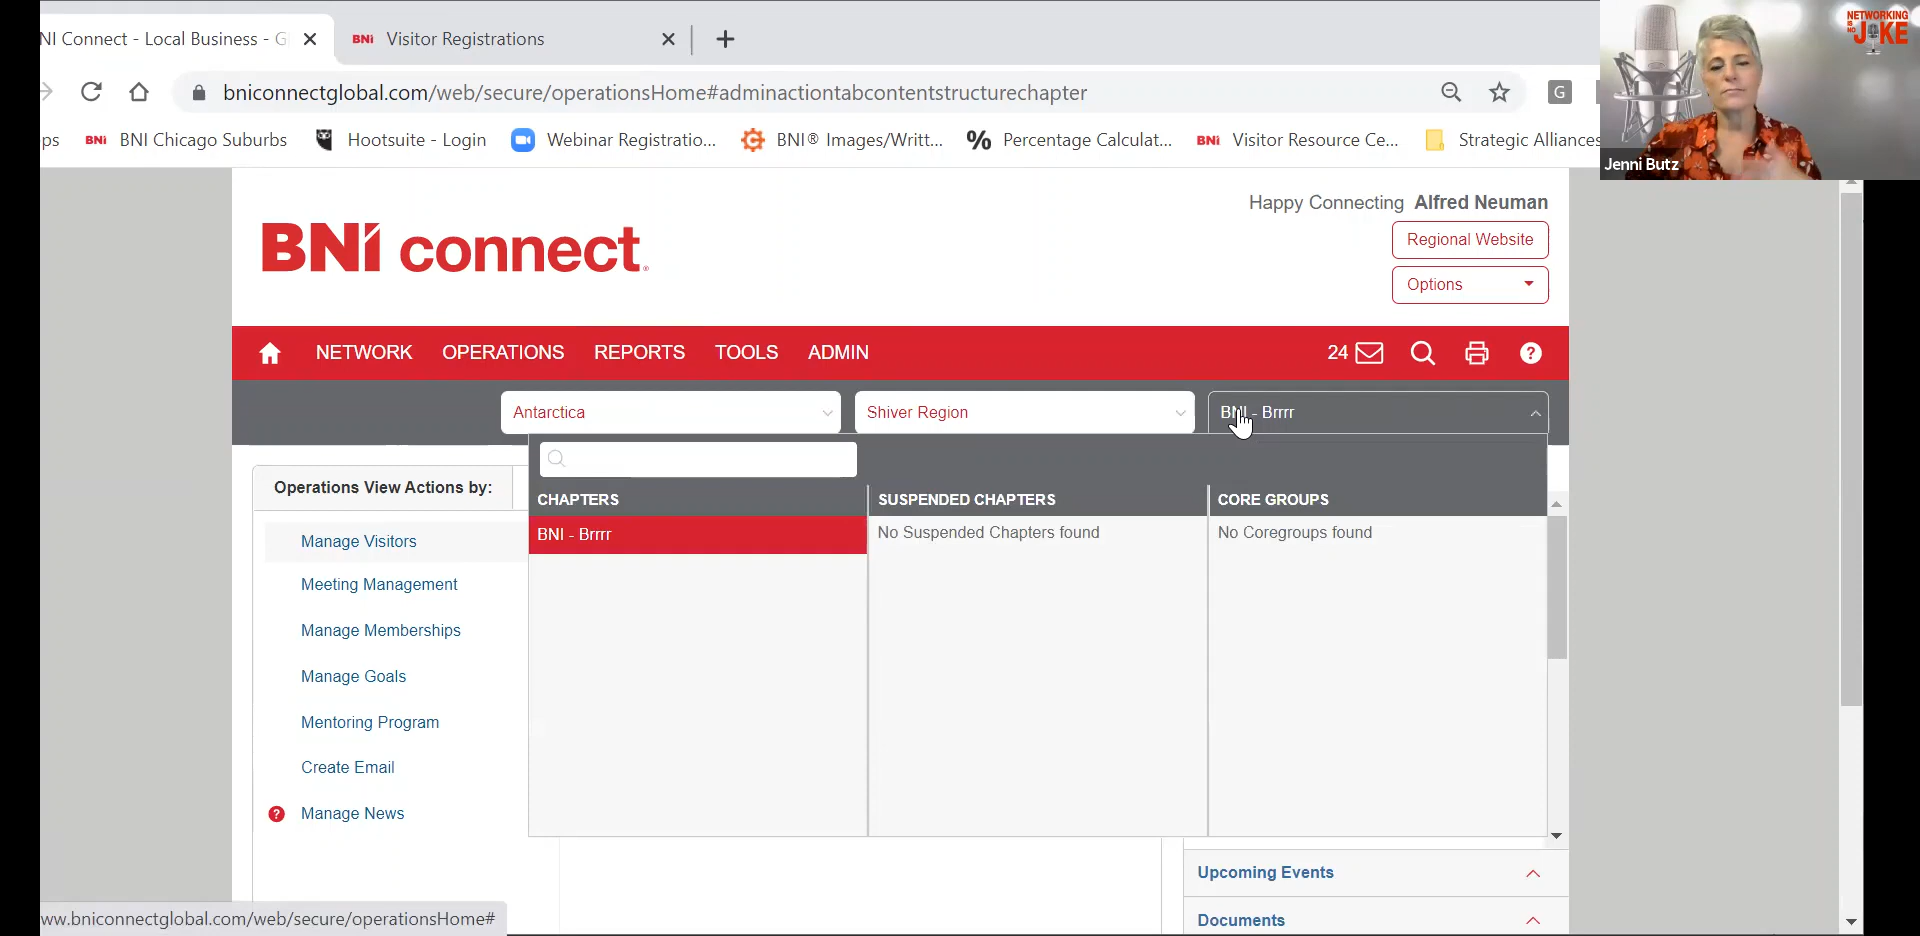 NI Connect - Local Business - G
BNI Visitor Registrations
bniconnectglobal.com/web/secure/operationsHome#adminactiontabcontentstructurechapter
G
ps
BNI BNI Chicago Suburbs
Hootsuite - Login
Webinar Registratio...
BNI® Images/Writt...
% Percentage Calculat...
BNI Visitor Resource Ce...
Strategic Alliances
NETWORKING
IS NO
JOKE
Jenni Butz
BNI connect®
Happy Connecting Alfred Neuman
Regional Website
Options
NETWORK OPERATIONS REPORTS TOOLS ADMIN
24
?
Antarctica
Shiver Region
BNI - Brrrr
Operations View Actions by:
CHAPTERS
SUSPENDED CHAPTERS
CORE GROUPS
BNI - Brrrr
No Suspended Chapters found
No Coregroups found
Manage Visitors
Meeting Management
Manage Memberships
Manage Goals
Mentoring Program
Create Email
? Manage News
Upcoming Events
Documents
ww.bniconnectglobal.com/web/secure/operationsHome#